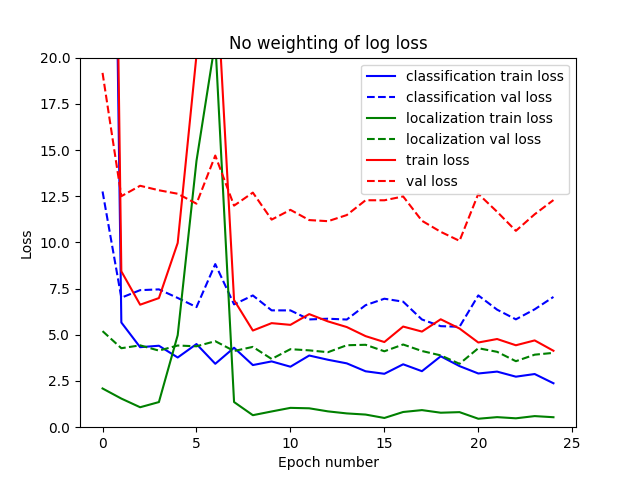 No weighting of log loss
20.0
17.5
15.0
12.5
10.0
7.5
5.0
2.5
0.0
Loss
classification train loss
classification val loss
localization train loss
localization val loss
train loss
val loss
0
5
10
15
20
25
Epoch number